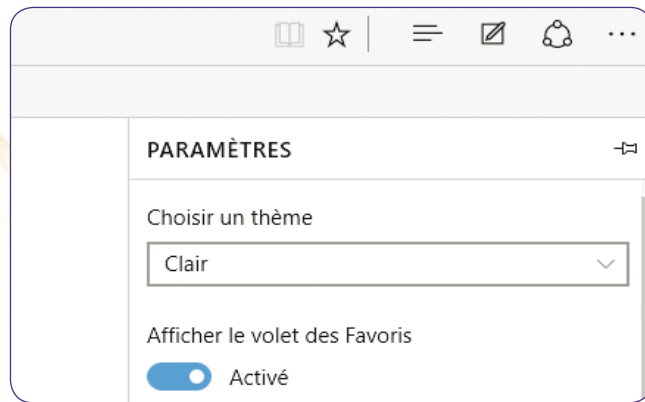 PARAMÈTRES
Choisir un thème
Clair
Afficher le volet des Favoris
Activé